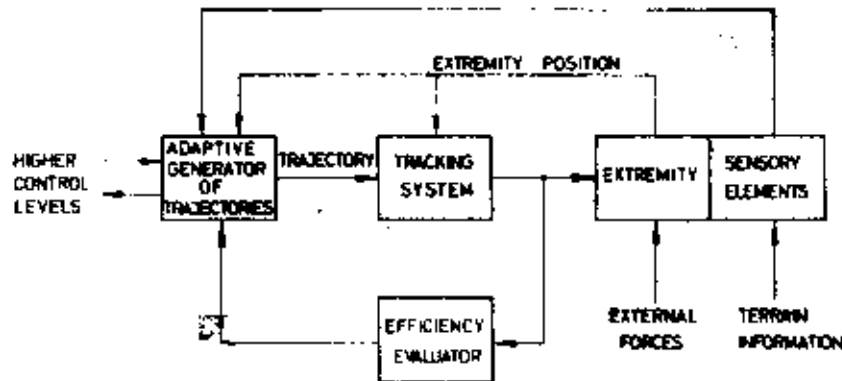 EXTREMITY POSITION
HIGHER
CONTROL
LEVELS
ADAPTIVE
GENERATOR
OF
TRAJECTORIES
TRAJECTORY
TRACKING
SYSTEM
EXTREMITY
SENSORY
ELEMENTS
EFFICIENCY
EVALUATOR
EXTERNAL
FORCES
TERRAIN
INFORMATION